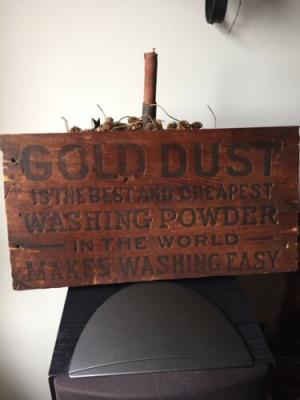 GOLD DUST
IS THE BEST AND CHEAPEST
WASHING POWDER
IN THE WORLD
MAKES WASHING EASY